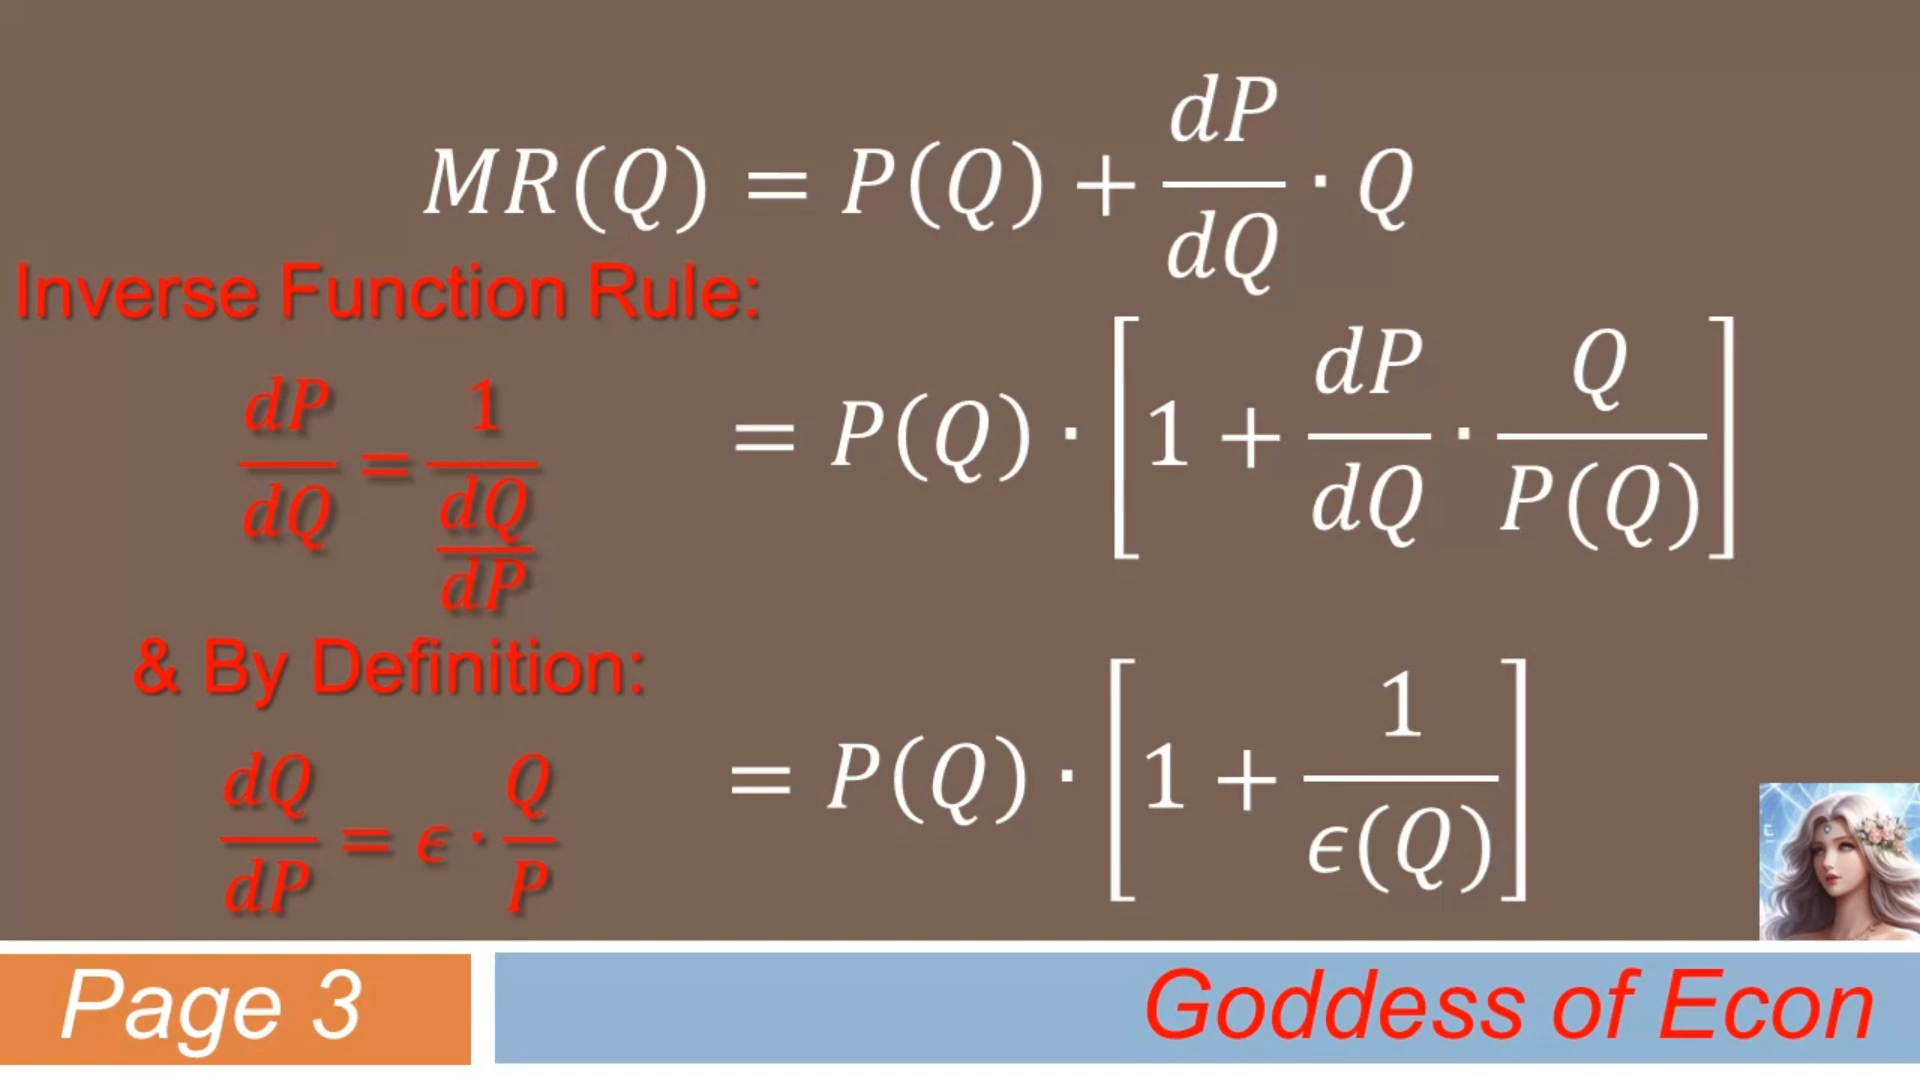 MR(Q) = P(Q) + dP/dQ · Q
Inverse Function Rule:
dP/dQ = 1/(dQ/dP)
= P(Q) · [1 + dP/dQ · Q/P(Q)]
& By Definition:
dQ/dP = ϵ · Q/P
= P(Q) · [1 + 1/ϵ(Q)]
Page 3
Goddess of Econ